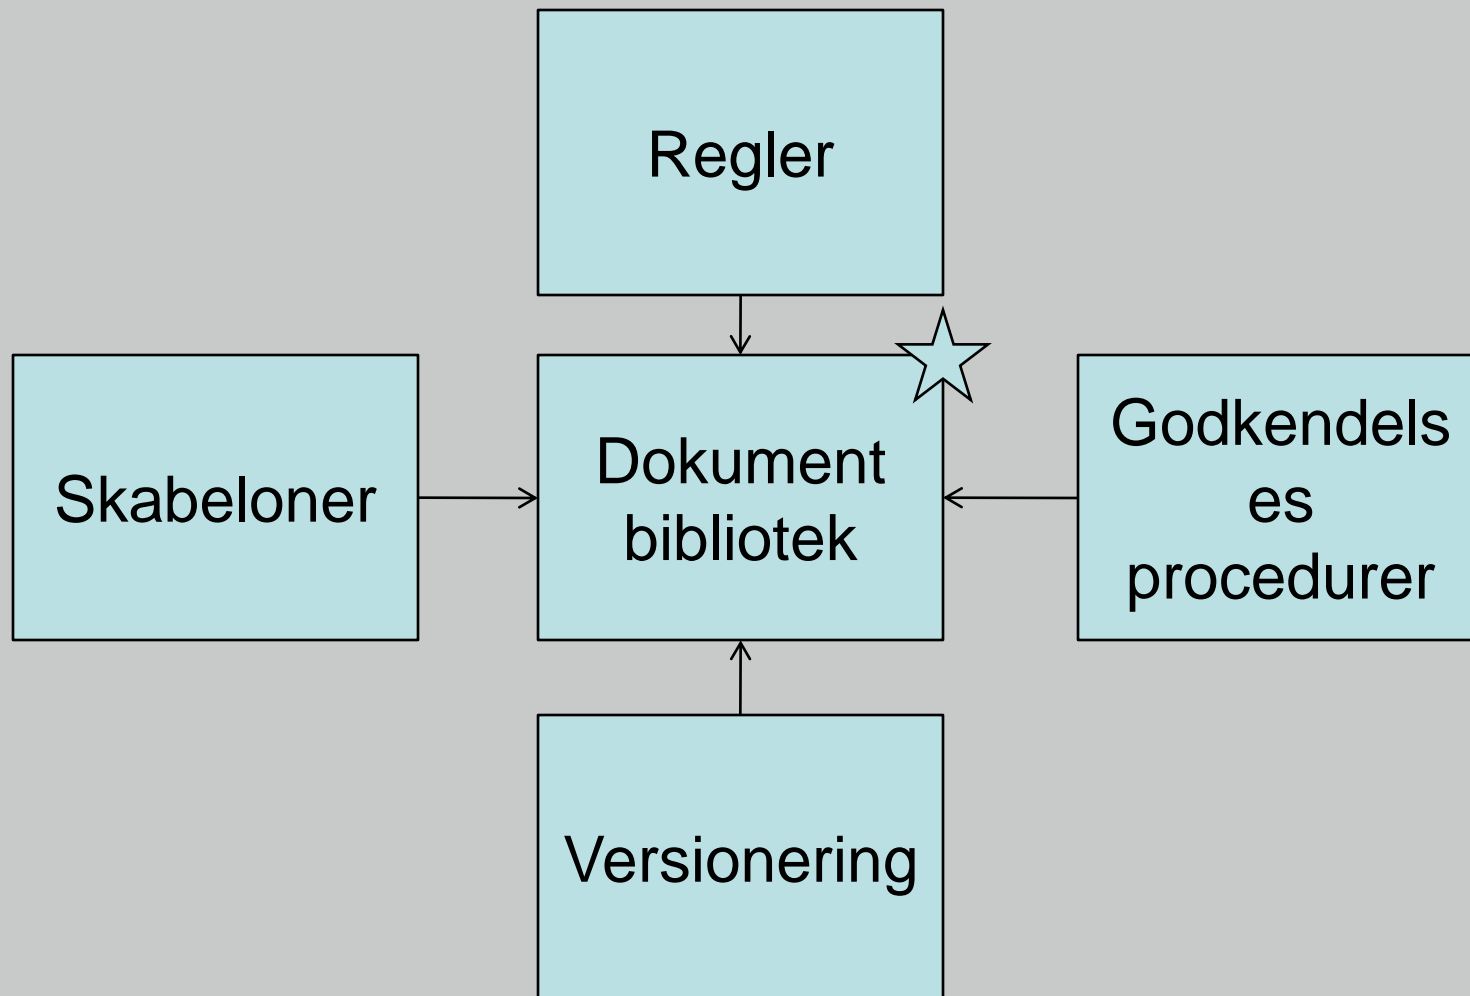 Regler
Skabeloner
Dokument
bibliotek
Godkendels
es
procedurer
Versionering